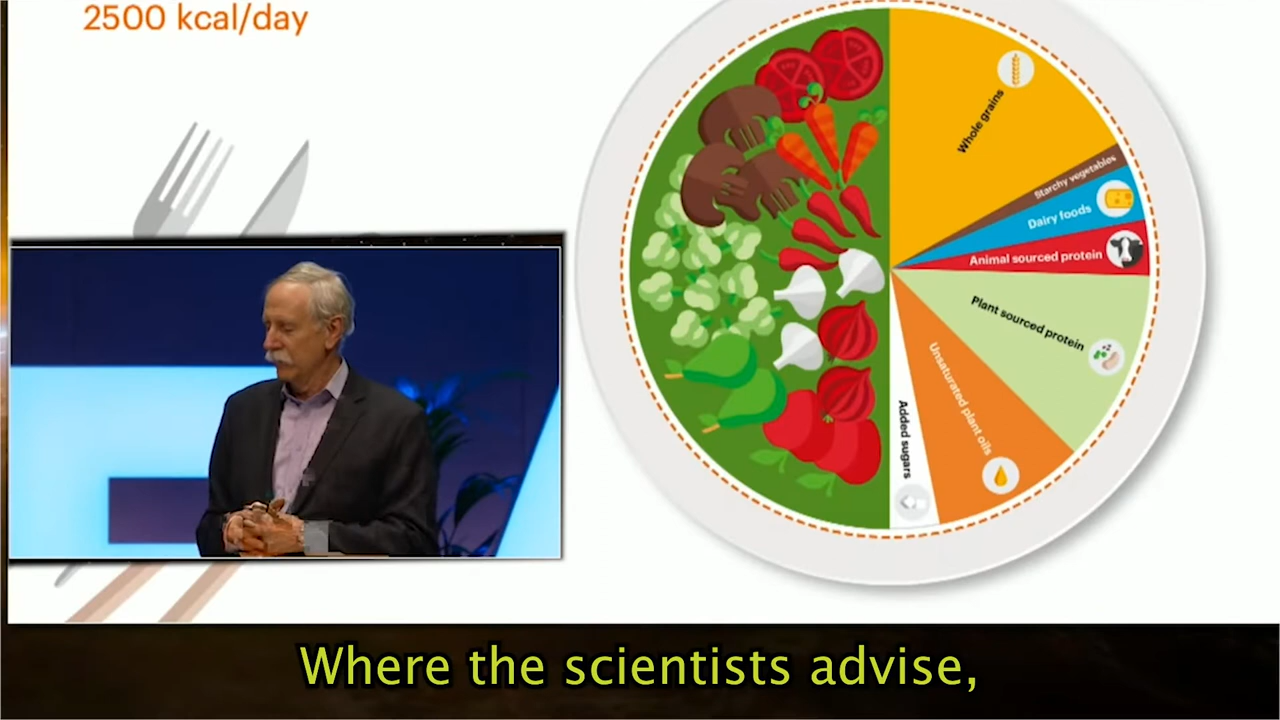 2500 kcal/day
Whole grains
Starchy vegetables
Dairy foods
Animal sourced protein
Plant sourced protein
Unsaturated plant oils
Added sugars
Where the scientists advise,